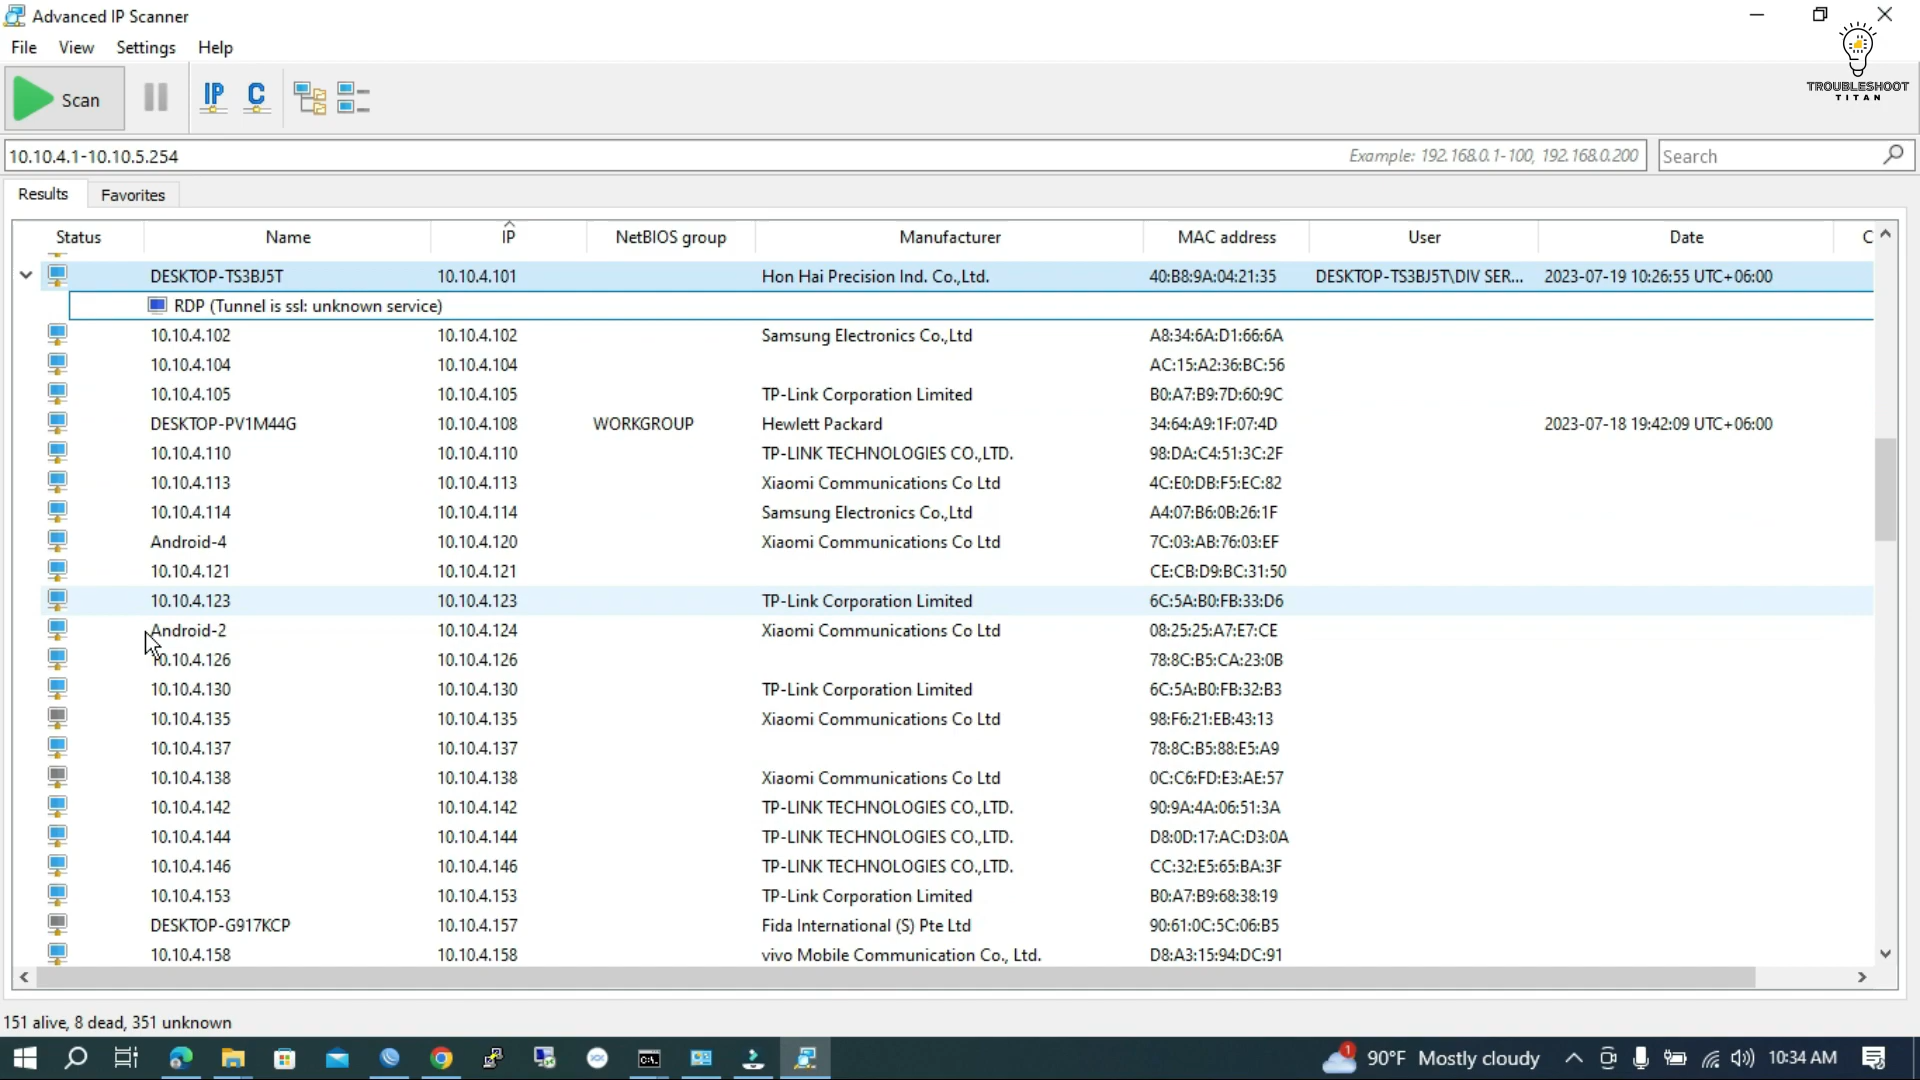 Advanced IP Scanner
TROUBLESHOOT
TITAN
File View Settings Help
Scan IP C
10.10.4.1-10.10.5.254 Example: 192.168.0.1-100, 192.168.0.200 Search
Results Favorites
Status Name IP NetBIOS group Manufacturer MAC address User Date C
DESKTOP-TS3BJ5T 10.10.4.101 Hon Hai Precision Ind. Co.,Ltd. 40:B8:9A:04:21:35 DESKTOP-TS3BJ5T\DIV SER... 2023-07-19 10:26:55 UTC+06:00
RDP (Tunnel is ssl: unknown service)
10.10.4.102 10.10.4.102 Samsung Electronics Co.,Ltd A8:34:6A:D1:66:6A
10.10.4.104 10.10.4.104 AC:15:A2:36:BC:56
10.10.4.105 10.10.4.105 TP-Link Corporation Limited B0:A7:B9:7D:60:9C
DESKTOP-PV1M44G 10.10.4.108 WORKGROUP Hewlett Packard 34:64:A9:1F:07:4D 2023-07-18 19:42:09 UTC+06:00
10.10.4.110 10.10.4.110 TP-LINK TECHNOLOGIES CO.,LTD. 98:DA:C4:51:3C:2F
10.10.4.113 10.10.4.113 Xiaomi Communications Co Ltd 4C:E0:DB:F5:EC:82
10.10.4.114 10.10.4.114 Samsung Electronics Co.,Ltd A4:07:B6:0B:26:1F
Android-4 10.10.4.120 Xiaomi Communications Co Ltd 7C:03:AB:76:03:EF
10.10.4.121 10.10.4.121 CE:CB:D9:BC:31:50
10.10.4.123 10.10.4.123 TP-Link Corporation Limited 6C:5A:B0:FB:33:D6
Android-2 10.10.4.124 Xiaomi Communications Co Ltd 08:25:25:A7:E7:CE
10.10.4.126 10.10.4.126 78:8C:B5:CA:23:0B
10.10.4.130 10.10.4.130 TP-Link Corporation Limited 6C:5A:B0:FB:32:B3
10.10.4.135 10.10.4.135 Xiaomi Communications Co Ltd 98:F6:21:EB:43:13
10.10.4.137 10.10.4.137 78:8C:B5:88:E5:A9
10.10.4.138 10.10.4.138 Xiaomi Communications Co Ltd 0C:C6:FD:E3:AE:57
10.10.4.142 10.10.4.142 TP-LINK TECHNOLOGIES CO.,LTD. 90:9A:4A:06:51:3A
10.10.4.144 10.10.4.144 TP-LINK TECHNOLOGIES CO.,LTD. D8:0D:17:AC:D3:0A
10.10.4.146 10.10.4.146 TP-LINK TECHNOLOGIES CO.,LTD. CC:32:E5:65:BA:3F
10.10.4.153 10.10.4.153 TP-Link Corporation Limited B0:A7:B9:68:38:19
DESKTOP-G917KCP 10.10.4.157 Fida International (S) Pte Ltd 90:61:0C:5C:06:B5
10.10.4.158 10.10.4.158 vivo Mobile Communication Co., Ltd. D8:A3:15:94:DC:91
151 alive, 8 dead, 351 unknown
1 90°F Mostly cloudy 10:34 AM